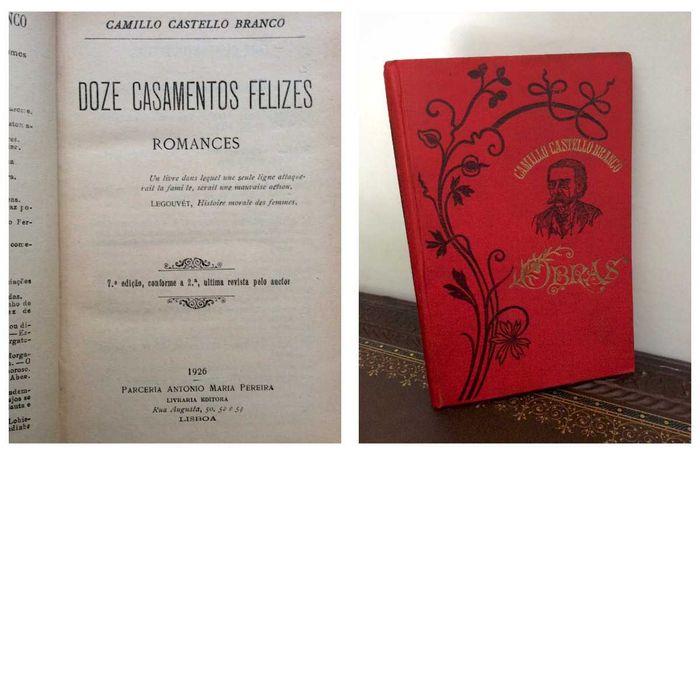 NCO
CAMILLO CASTELLO BRANCO
DOZE CASAMENTOS FELIZES
ROMANCES
Un livre dans lequel une seule ligne attaque-
rait la famille, serait une mauvaise action.
LEGOUVÉT, Histoire morale des femmes.
7.ª edição, conforme a 2.ª, ultima revista pelo auctor
1926
PARCERIA ANTONIO MARIA PEREIRA
LIVRARIA EDITORA
Rua Augusta, 50, 52 e 54
LISBOA
CAMILLO CASTELLO BRANCO
OBRAS